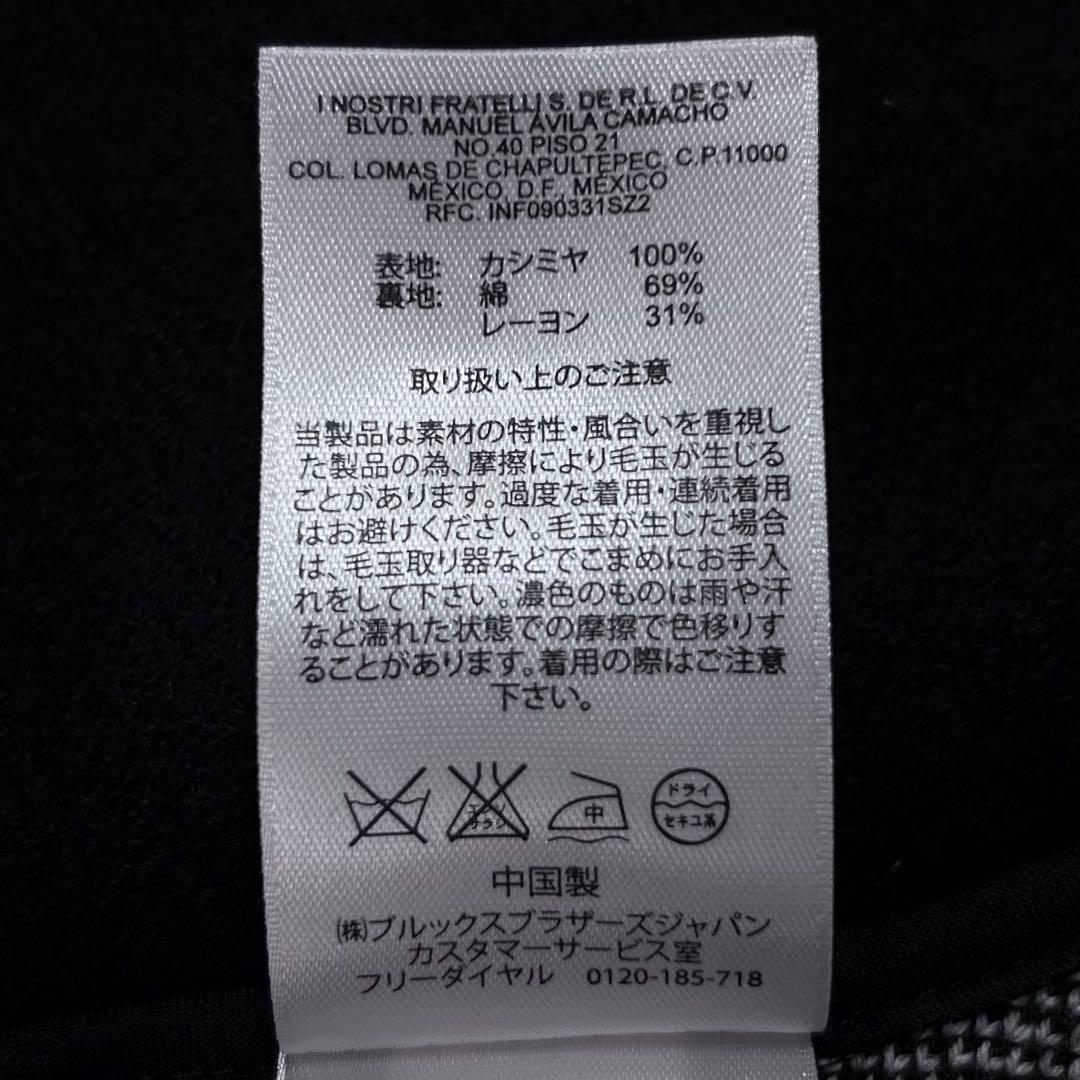 I NOSTRI FRATELLI S. DE R.L. DE C.V.
BLVD. MANUEL ÁVILA CAMACHO
NO.40 PISO 21
COL. LOMAS DE CHAPULTEPEC, C.P.11000
MÉXICO, D.F., MÉXICO
RFC. INF090331SZ2
表地: カシミヤ 100%
裏地: 綿 69%
レーヨン 31%
取り扱い上のご注意
当製品は素材の特性・風合いを重視し
た製品の為、摩擦により毛玉が生じる
ことがあります。過度な着用・連続着用
はお避けください。毛玉が生じた場合
は、毛玉取り器などでこまめにお手入
れをして下さい。濃色のものは雨や汗
など濡れた状態での摩擦で色移りす
ることがあります。着用の際はご注意
下さい。
エンソ
サラシ
中
ドライ
セキユ系
中国製
㈱ブルックスブラザーズジャパン
カスタマーサービス室
フリーダイヤル 0120-185-718